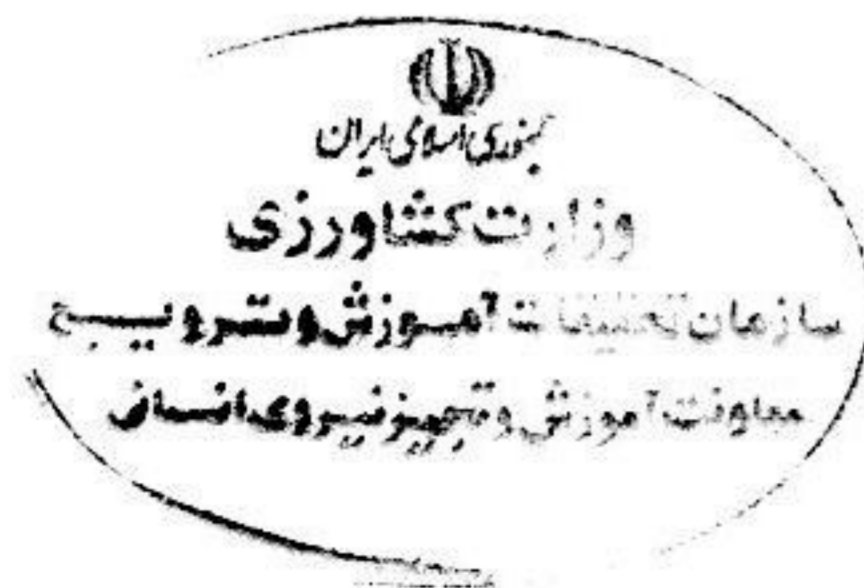 جمهوری اسلامی ایران
وزارت کشاورزی
سازمان تحقیقات آموزش و ترویج
معاونت آموزش و تجهیز نیروی انسانی